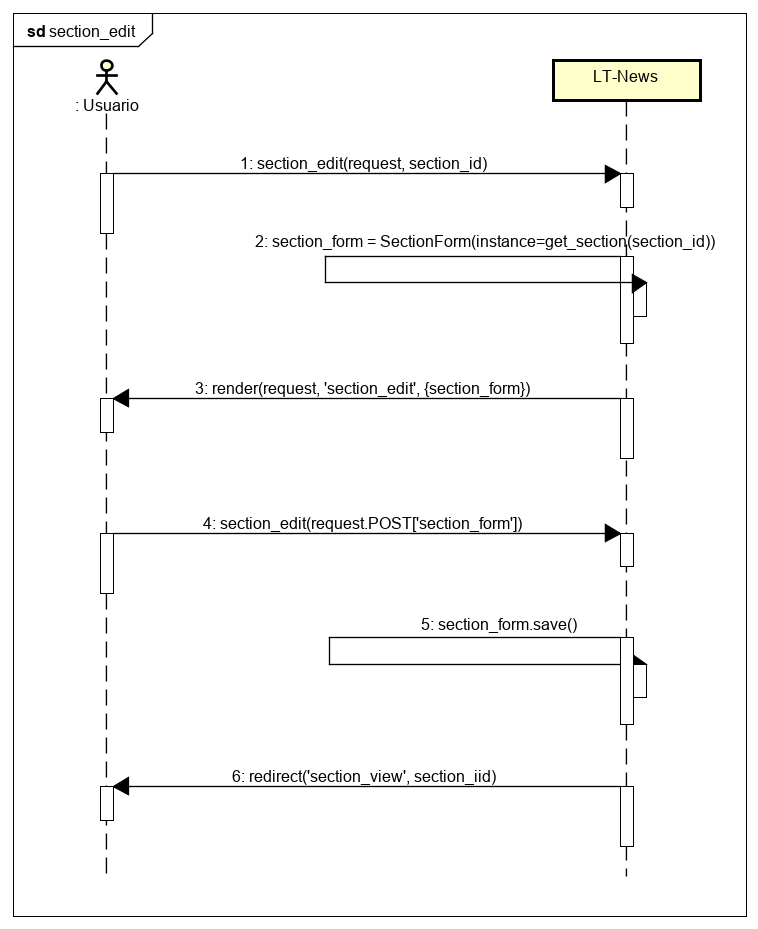 sd section_edit
: Usuario
LT-News
1: section_edit(request, section_id)
2: section_form = SectionForm(instance=get_section(section_id))
3: render(request, 'section_edit', {section_form})
4: section_edit(request.POST['section_form'])
5: section_form.save()
6: redirect('section_view', section_iid)